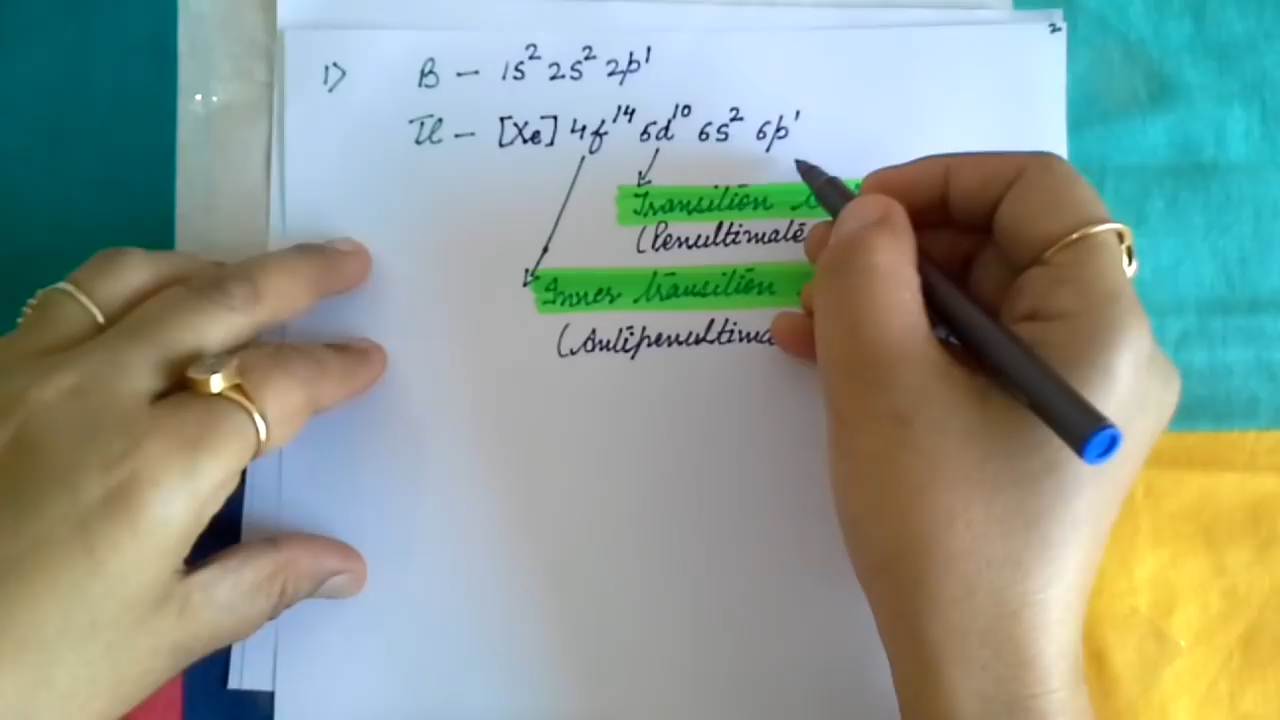 2
1) B – 1s² 2s² 2p¹
Tl – [Xe] 4f¹⁴ 5d¹⁰ 6s² 6p¹
Transition
(Penultimate
Inner transition
(Antipenultima